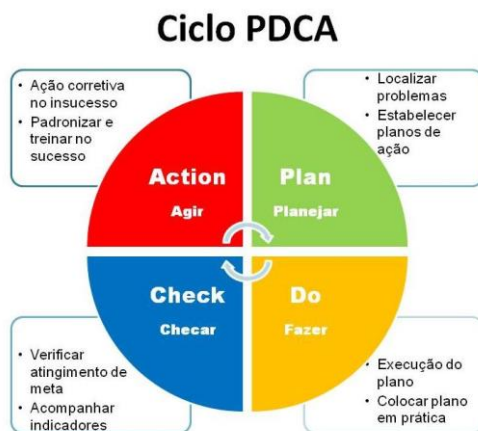 Ciclo PDCA
• Ação corretiva
no insucesso
• Padronizar e
treinar no
sucesso
• Localizar
problemas
• Estabelecer
planos de
ação
Action
Agir
Plan
Planejar
Check
Checar
Do
Fazer
• Verificar
atingimento de
meta
• Acompanhar
indicadores
• Execução do
plano
• Colocar plano
em prática